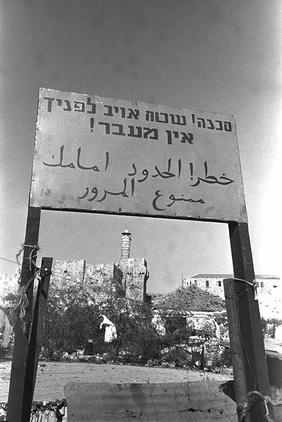 סכנה! שטח אויב לפניך
אין מעבר!
خطر! الحدود امامك
ممنوع المرور